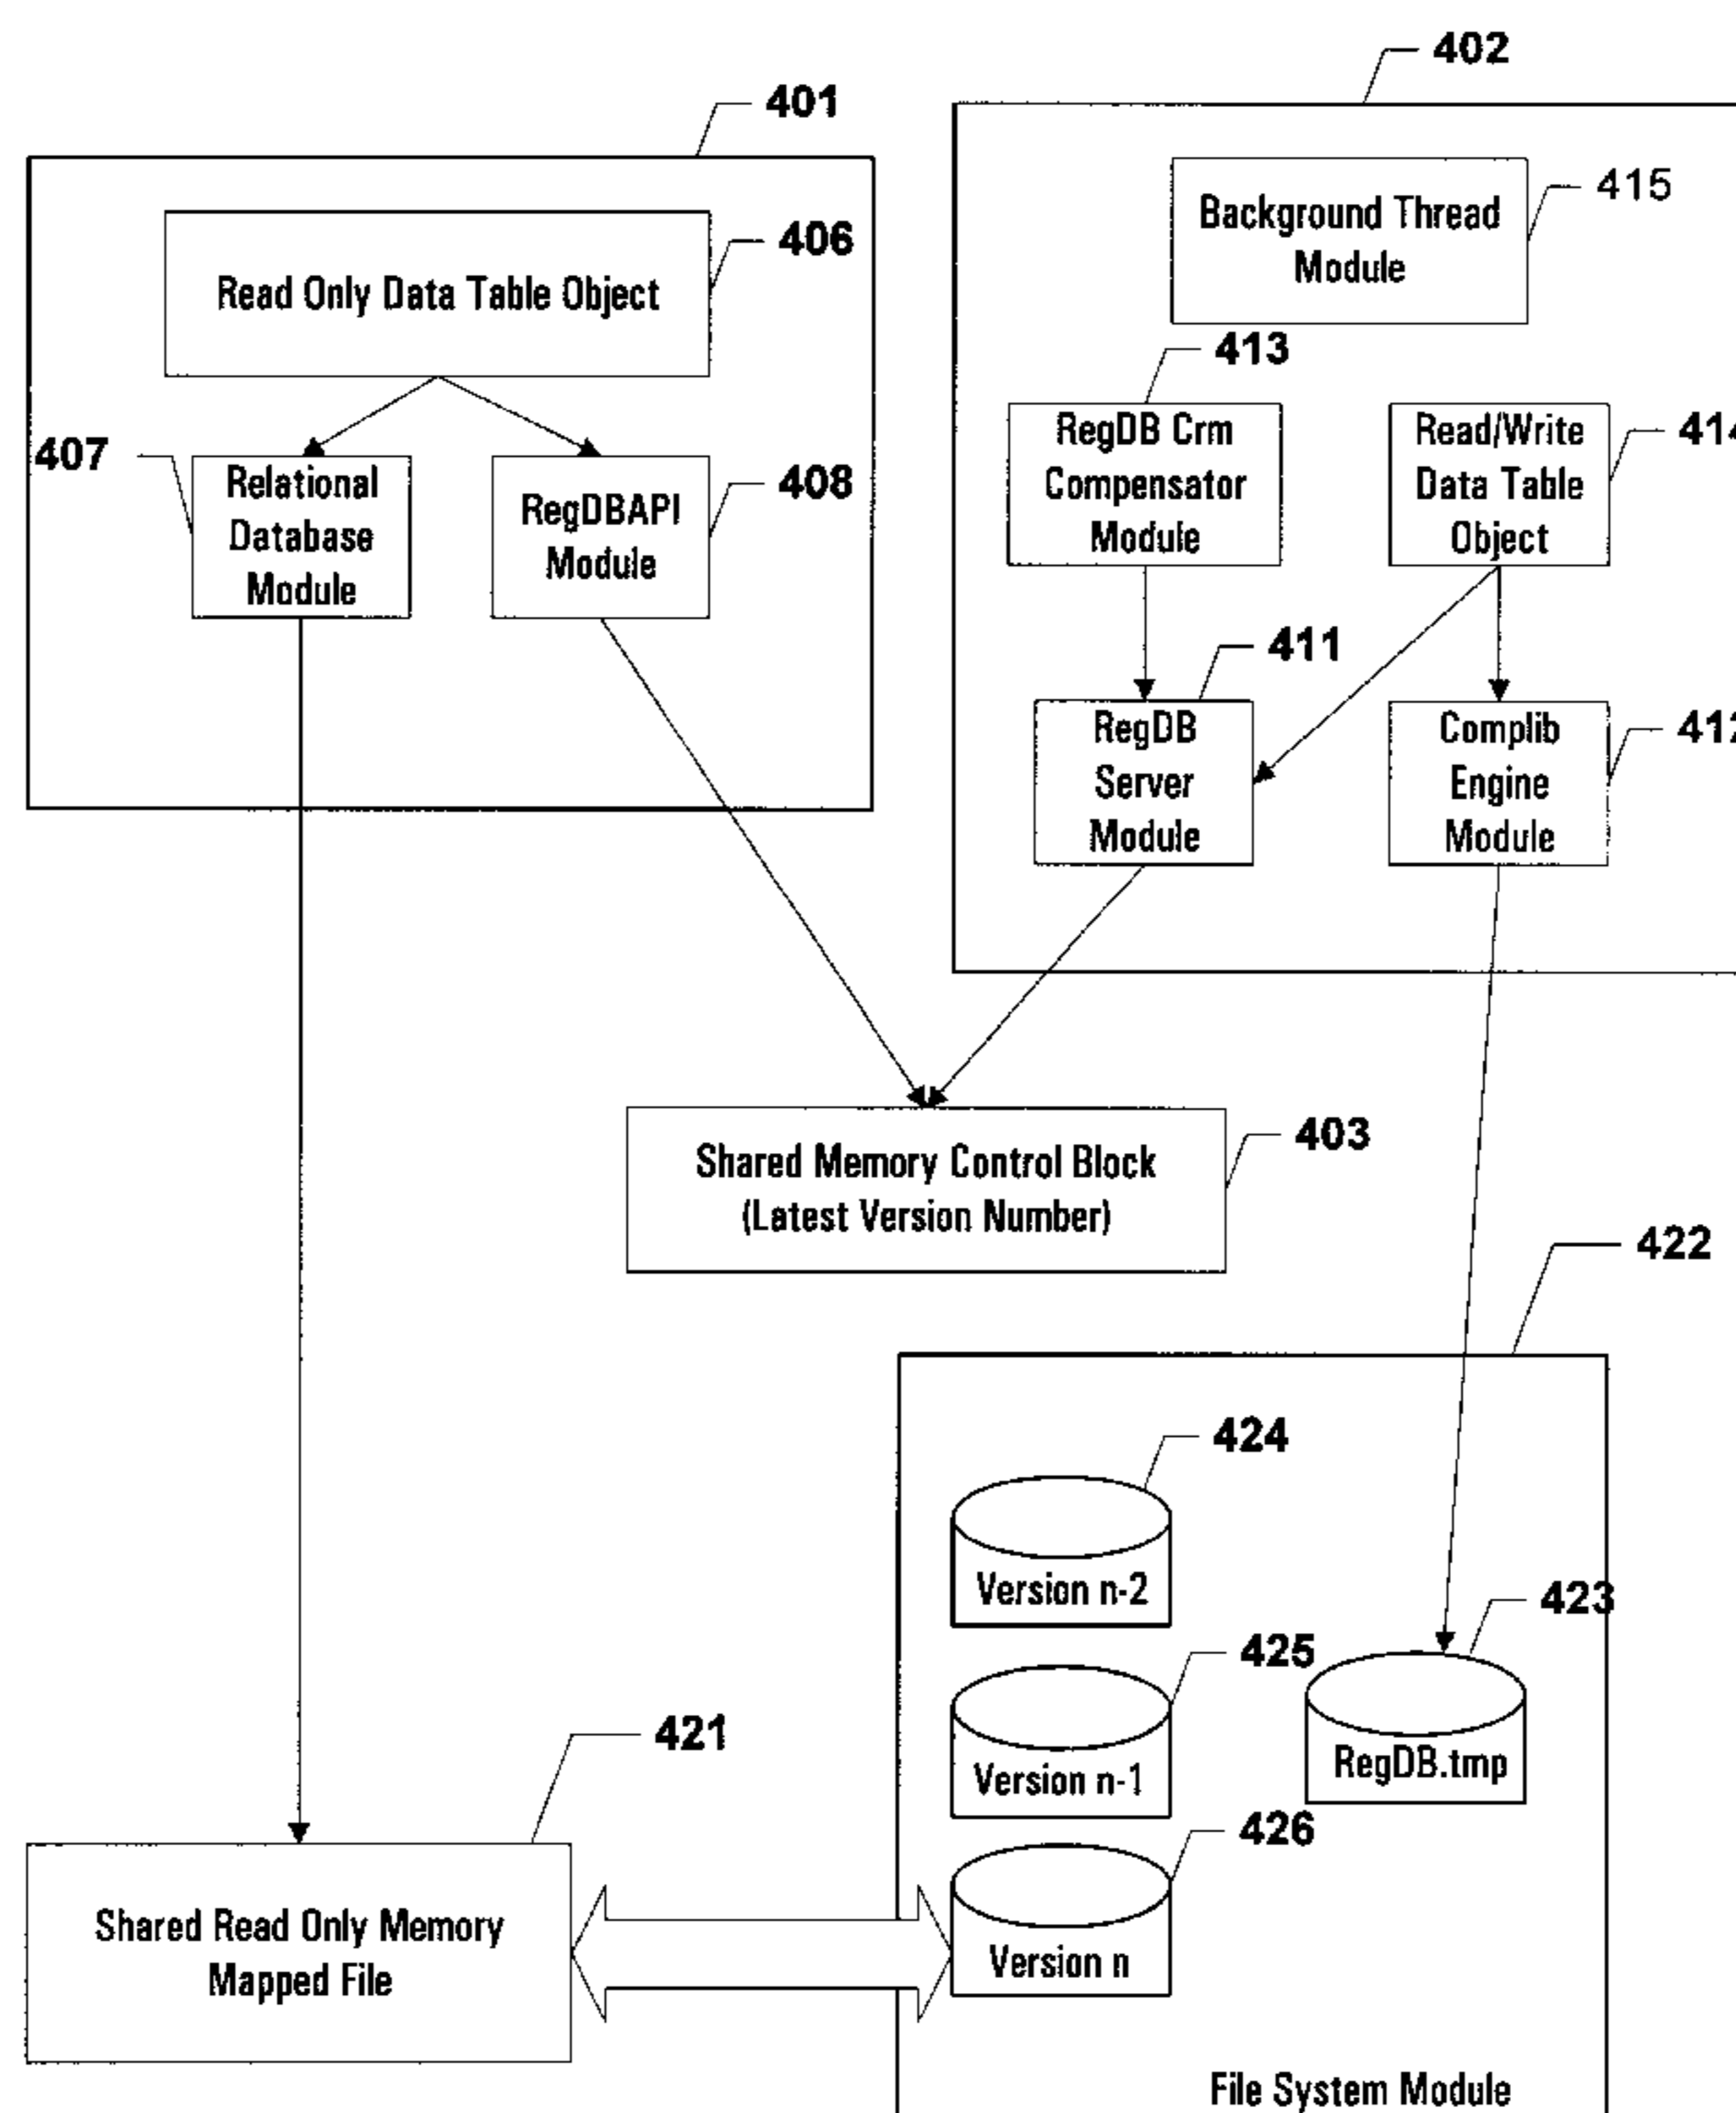 402
401
415
Background Thread
Module
406
Read Only Data Table Object
413
RegDB Crm
Compensator
Module
Read/Write
Data Table
Object
407
Relational
Database
Module
RegDBAPI
Module
408
411
RegDB
Server
Module
Complib
Engine
Module
403
Shared Memory Control Block
(Latest Version Number)
422
424
Version n-2
423
425
RegDB.tmp
Version n-1
421
426
Shared Read Only Memory
Mapped File
Version n
File System Module